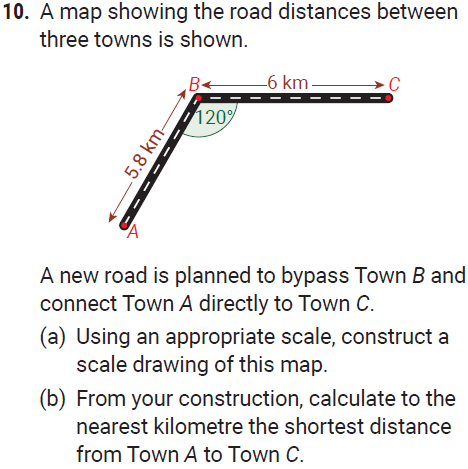 10. A map showing the road distances between
three towns is shown.
B
6 km
C
120°
5.8 km
A
A new road is planned to bypass Town B and
connect Town A directly to Town C.
(a) Using an appropriate scale, construct a
scale drawing of this map.
(b) From your construction, calculate to the
nearest kilometre the shortest distance
from Town A to Town C.